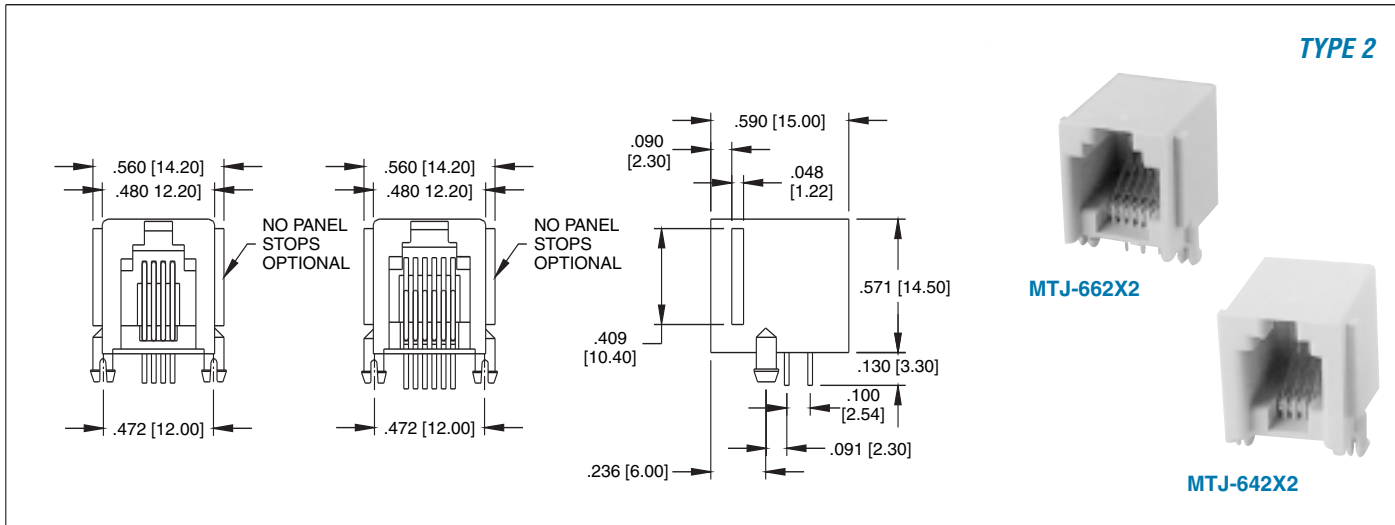 TYPE 2
.560 [14.20]
.480 12.20]
NO PANEL
STOPS
OPTIONAL
.472 [12.00]
.560 [14.20]
.480 12.20]
NO PANEL
STOPS
OPTIONAL
.472 [12.00]
.590 [15.00]
.090
[2.30]
.048
[1.22]
.571 [14.50]
.409
[10.40]
.130 [3.30]
.100
[2.54]
.091 [2.30]
.236 [6.00]
MTJ-662X2
MTJ-642X2